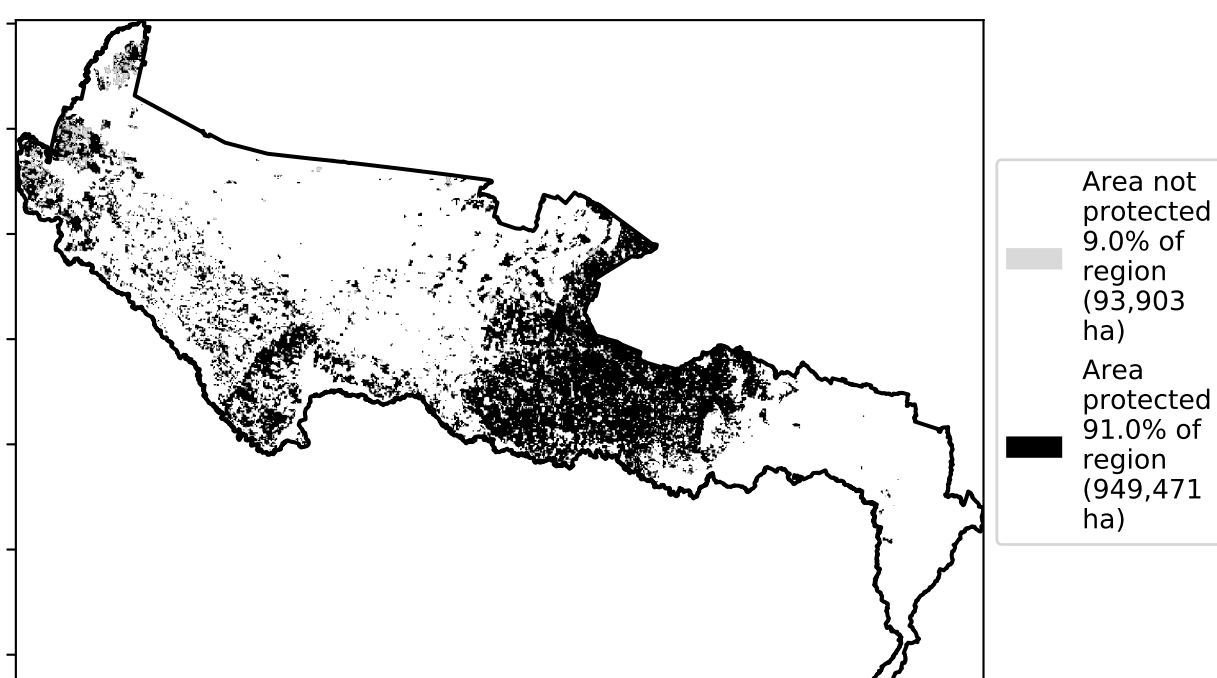 Area not
protected
9.0% of
region
(93,903
ha)
Area
protected
91.0% of
region
(949,471
ha)